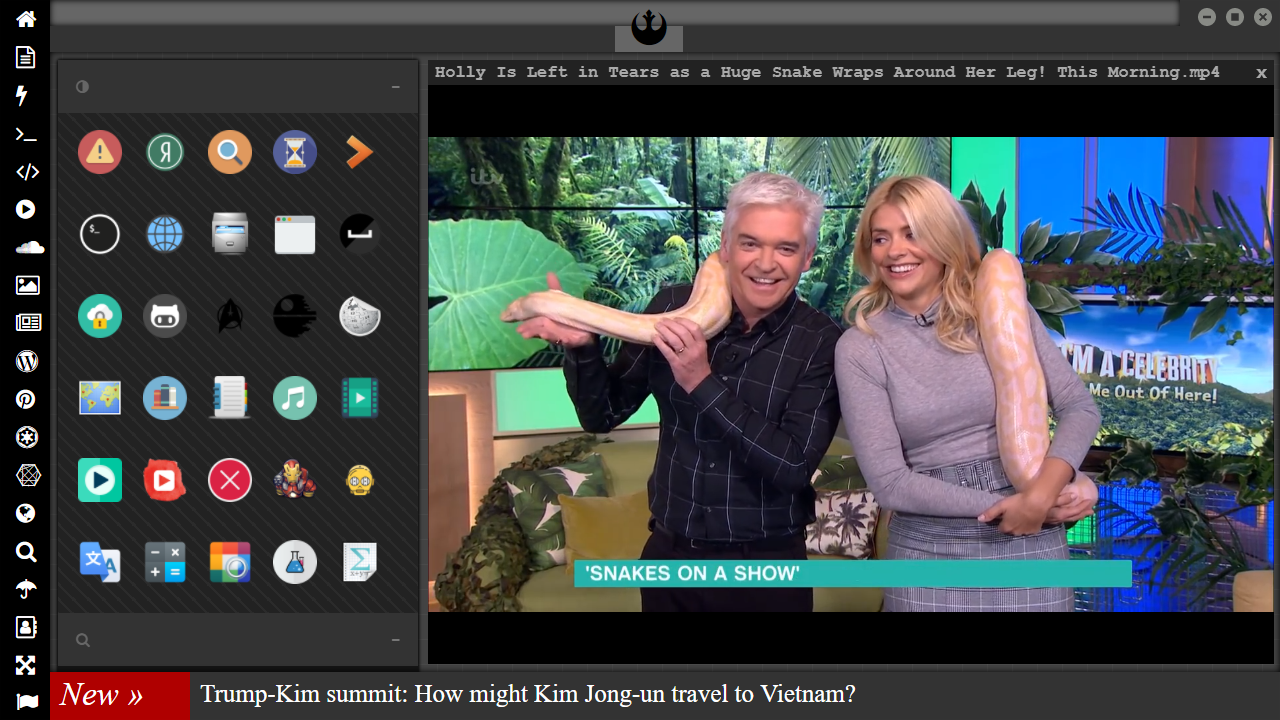 Holly Is Left in Tears as a Huge Snake Wraps Around Her Leg! This Morning.mp4 x
itv
I'M A CELEBRITY
Me Out Of Here!
'SNAKES ON A SHOW'
New » Trump-Kim summit: How might Kim Jong-un travel to Vietnam?